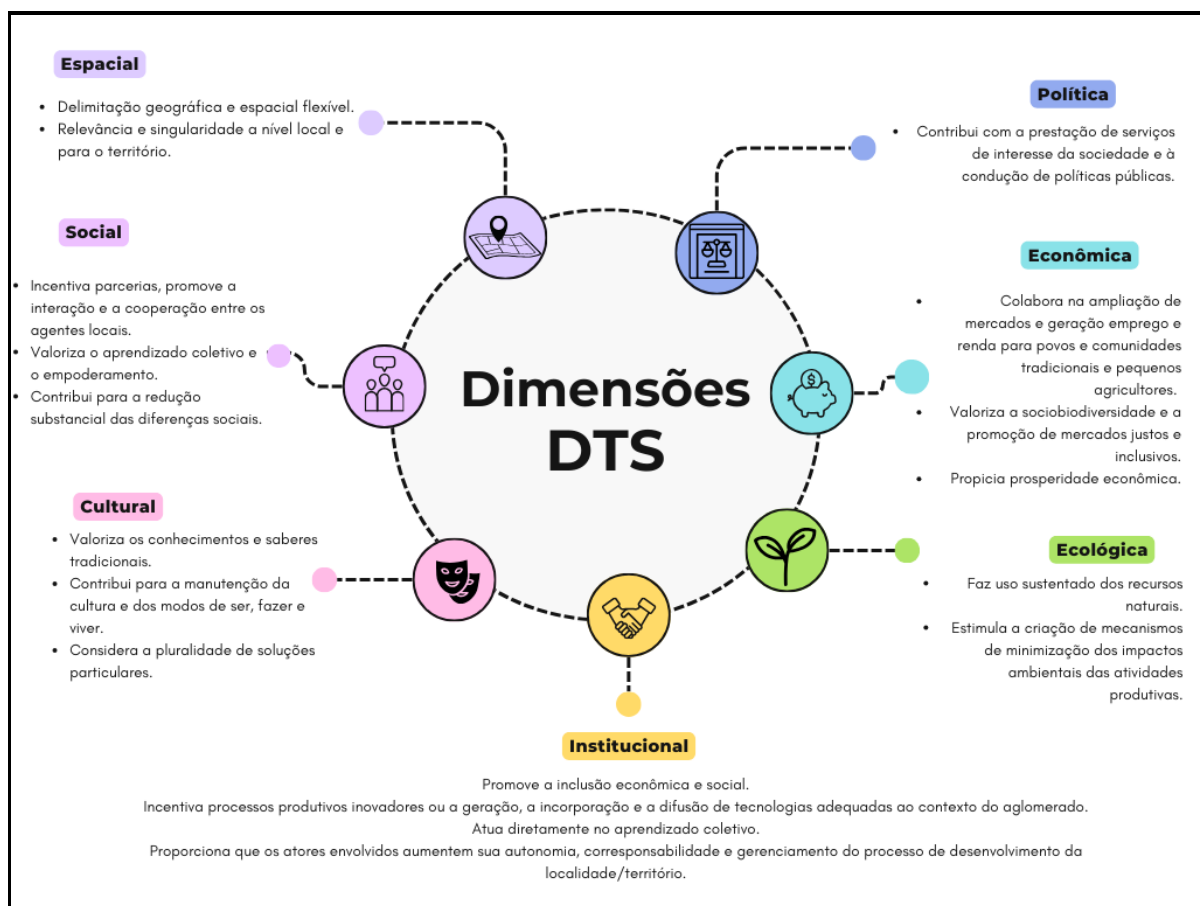 Espacial
• Delimitação geográfica e espacial flexível.
• Relevância e singularidade a nível local e
para o território.
Social
• Incentiva parcerias, promove a
interação e a cooperação entre os
agentes locais.
• Valoriza o aprendizado coletivo e
o empoderamento.
• Contribui para a redução
substancial das diferenças sociais.
Cultural
• Valoriza os conhecimentos e saberes
tradicionais.
• Contribui para a manutenção da
cultura e dos modos de ser, fazer e
viver.
• Considera a pluralidade de soluções
particulares.
Dimensões
DTS
$
Política
• Contribui com a prestação de serviços
de interesse da sociedade e à
condução de políticas públicas.
Econômica
• Colabora na ampliação de
mercados e geração emprego e
renda para povos e comunidades
tradicionais e pequenos
agricultores.
• Valoriza a sociobiodiversidade e a
promoção de mercados justos e
inclusivos.
• Propicia prosperidade econômica.
Ecológica
• Faz uso sustentado dos recursos
naturais.
• Estimula a criação de mecanismos
de minimização dos impactos
ambientais das atividades
produtivas.
Institucional
Promove a inclusão econômica e social.
Incentiva processos produtivos inovadores ou a geração, a incorporação e a difusão de tecnologias adequadas ao contexto do aglomerado.
Atua diretamente no aprendizado coletivo.
Proporciona que os atores envolvidos aumentem sua autonomia, corresponsabilidade e gerenciamento do processo de desenvolvimento da
localidade/território.